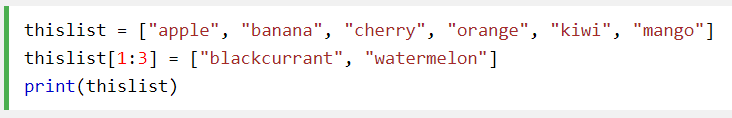 thislist = ["apple", "banana", "cherry", "orange", "kiwi", "mango"]
thislist[1:3] = ["blackcurrant", "watermelon"]
print(thislist)